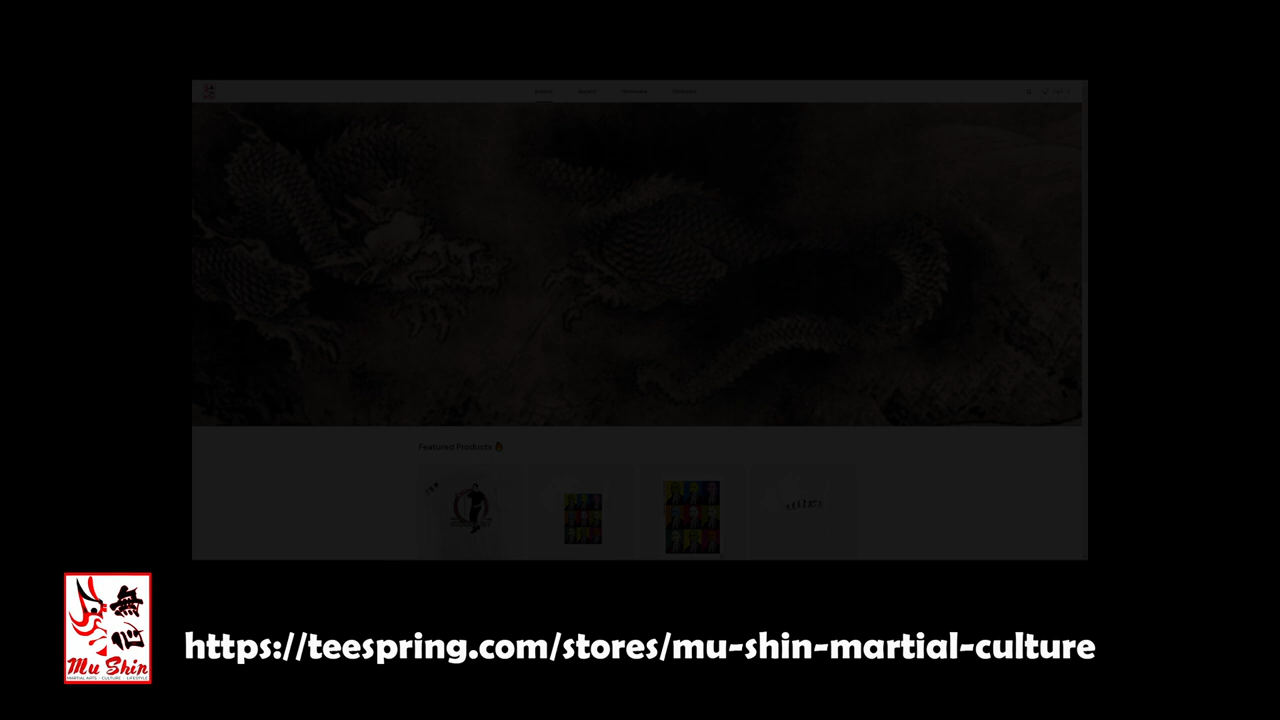 Featured Products
無
心
Mu Shin
MARTIAL ARTS - CULTURE - LIFESTYLE
https://teespring.com/stores/mu-shin-martial-culture